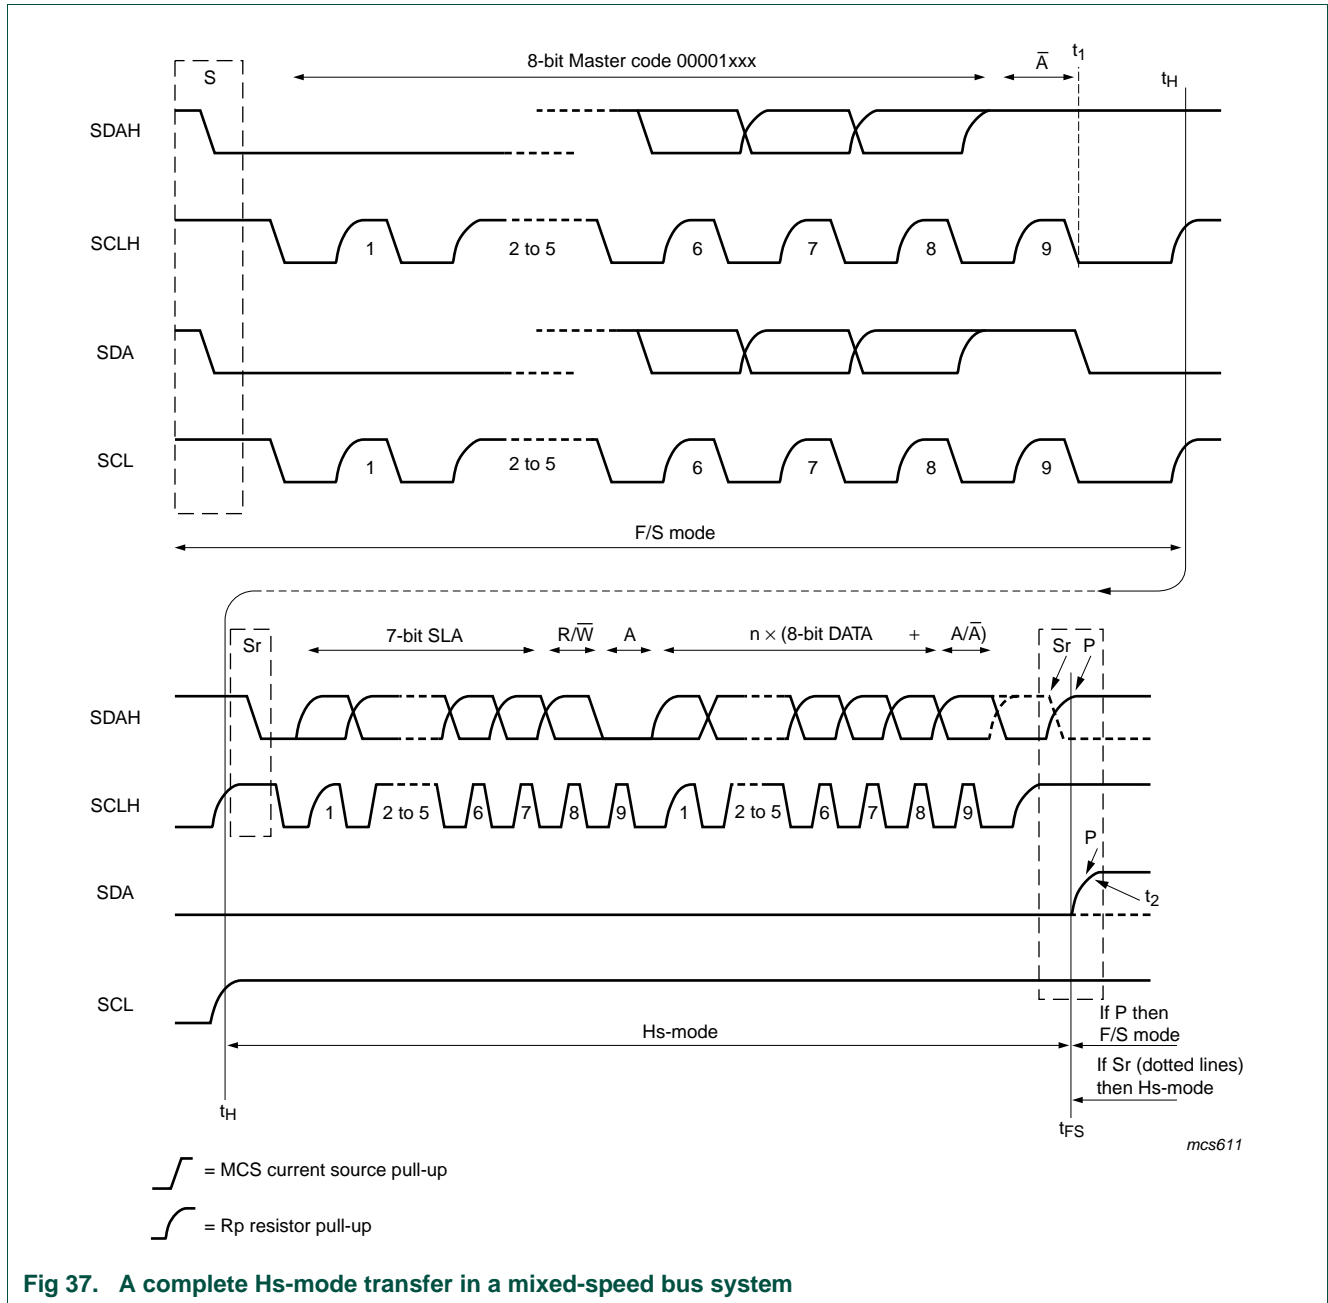 S
8-bit Master code 00001xxx
A̅
t1
tH
SDAH
SCLH
1
2 to 5
6
7
8
9
SDA
SCL
1
2 to 5
6
7
8
9
F/S mode
Sr
7-bit SLA
R/W̅
A
n × (8-bit DATA
+
A/A̅)
Sr
P
SDAH
SCLH
1
2 to 5
6
7
8
9
1
2 to 5
6
7
8
9
P
SDA
t2
SCL
If P then
F/S mode
Hs-mode
If Sr (dotted lines)
then Hs-mode
tH
tFS
mcs611
= MCS current source pull-up
= Rp resistor pull-up
Fig 37. A complete Hs-mode transfer in a mixed-speed bus system